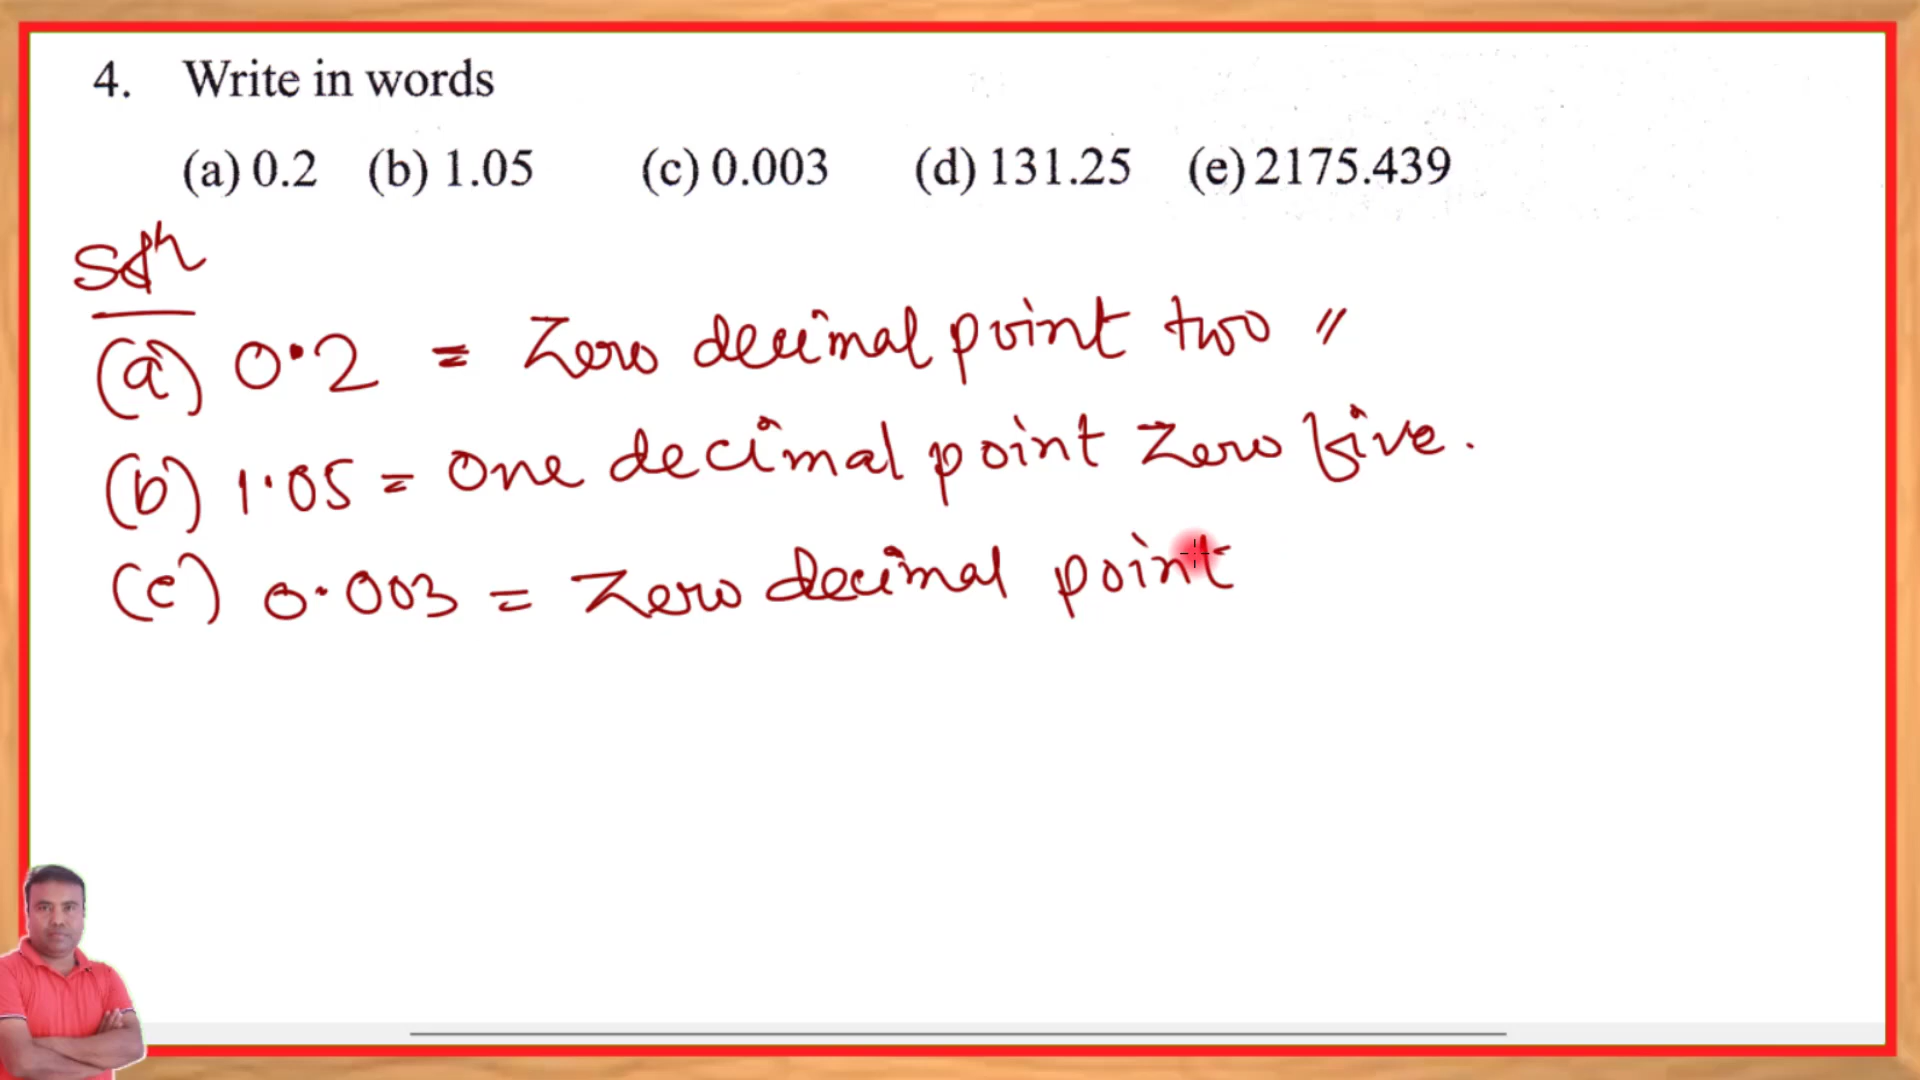 4. Write in words
(a) 0.2 (b) 1.05 (c) 0.003 (d) 131.25 (e) 2175.439
Soln
(a) 0.2 = Zero decimal point two //
(b) 1.05 = One decimal point Zero five.
(c) 0.003 = Zero decimal point